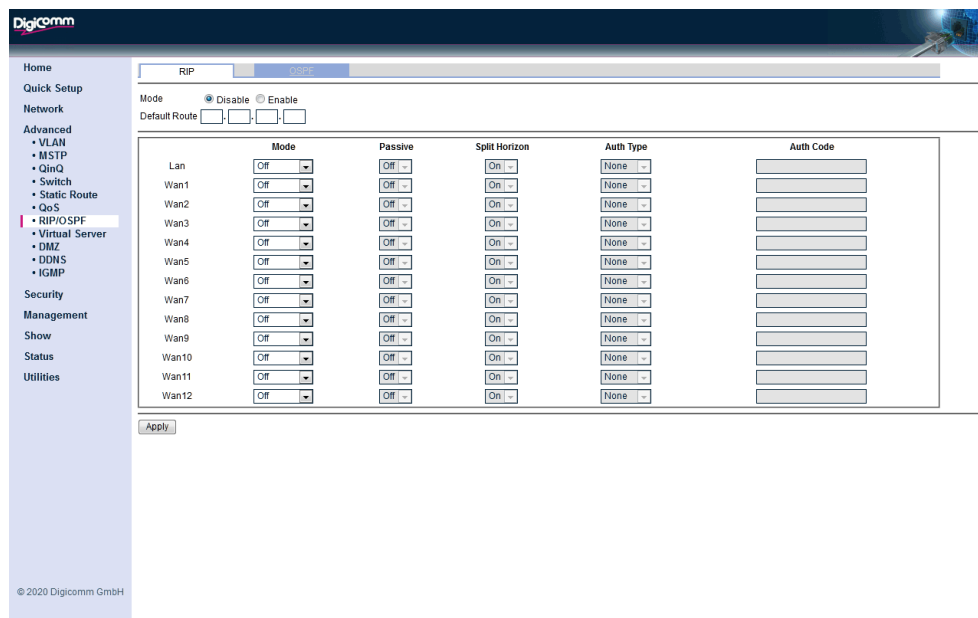 Digicomm
Home
Quick Setup
Network
Advanced
• VLAN
• MSTP
• QinQ
• Switch
• Static Route
• QoS
• RIP/OSPF
• Virtual Server
• DMZ
• DDNS
• IGMP
Security
Management
Show
Status
Utilities
© 2020 Digicomm GmbH
RIP OSPF
Mode Disable Enable
Default Route . . .
Mode Passive Split Horizon Auth Type Auth Code
Lan Off Off On None
Wan1 Off Off On None
Wan2 Off Off On None
Wan3 Off Off On None
Wan4 Off Off On None
Wan5 Off Off On None
Wan6 Off Off On None
Wan7 Off Off On None
Wan8 Off Off On None
Wan9 Off Off On None
Wan10 Off Off On None
Wan11 Off Off On None
Wan12 Off Off On None
Apply